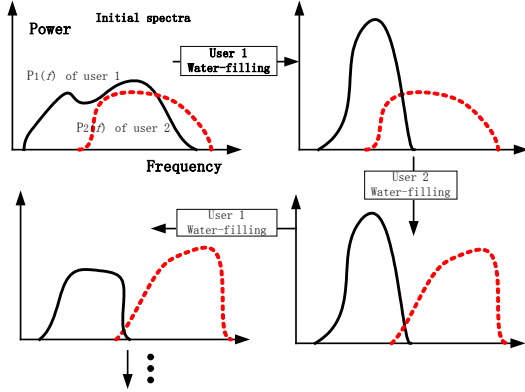 Initial spectra
Power
User 1
Water-filling
P1(f) of user 1
P2(f) of user 2
Frequency
User 2
Water-filling
User 1
Water-filling